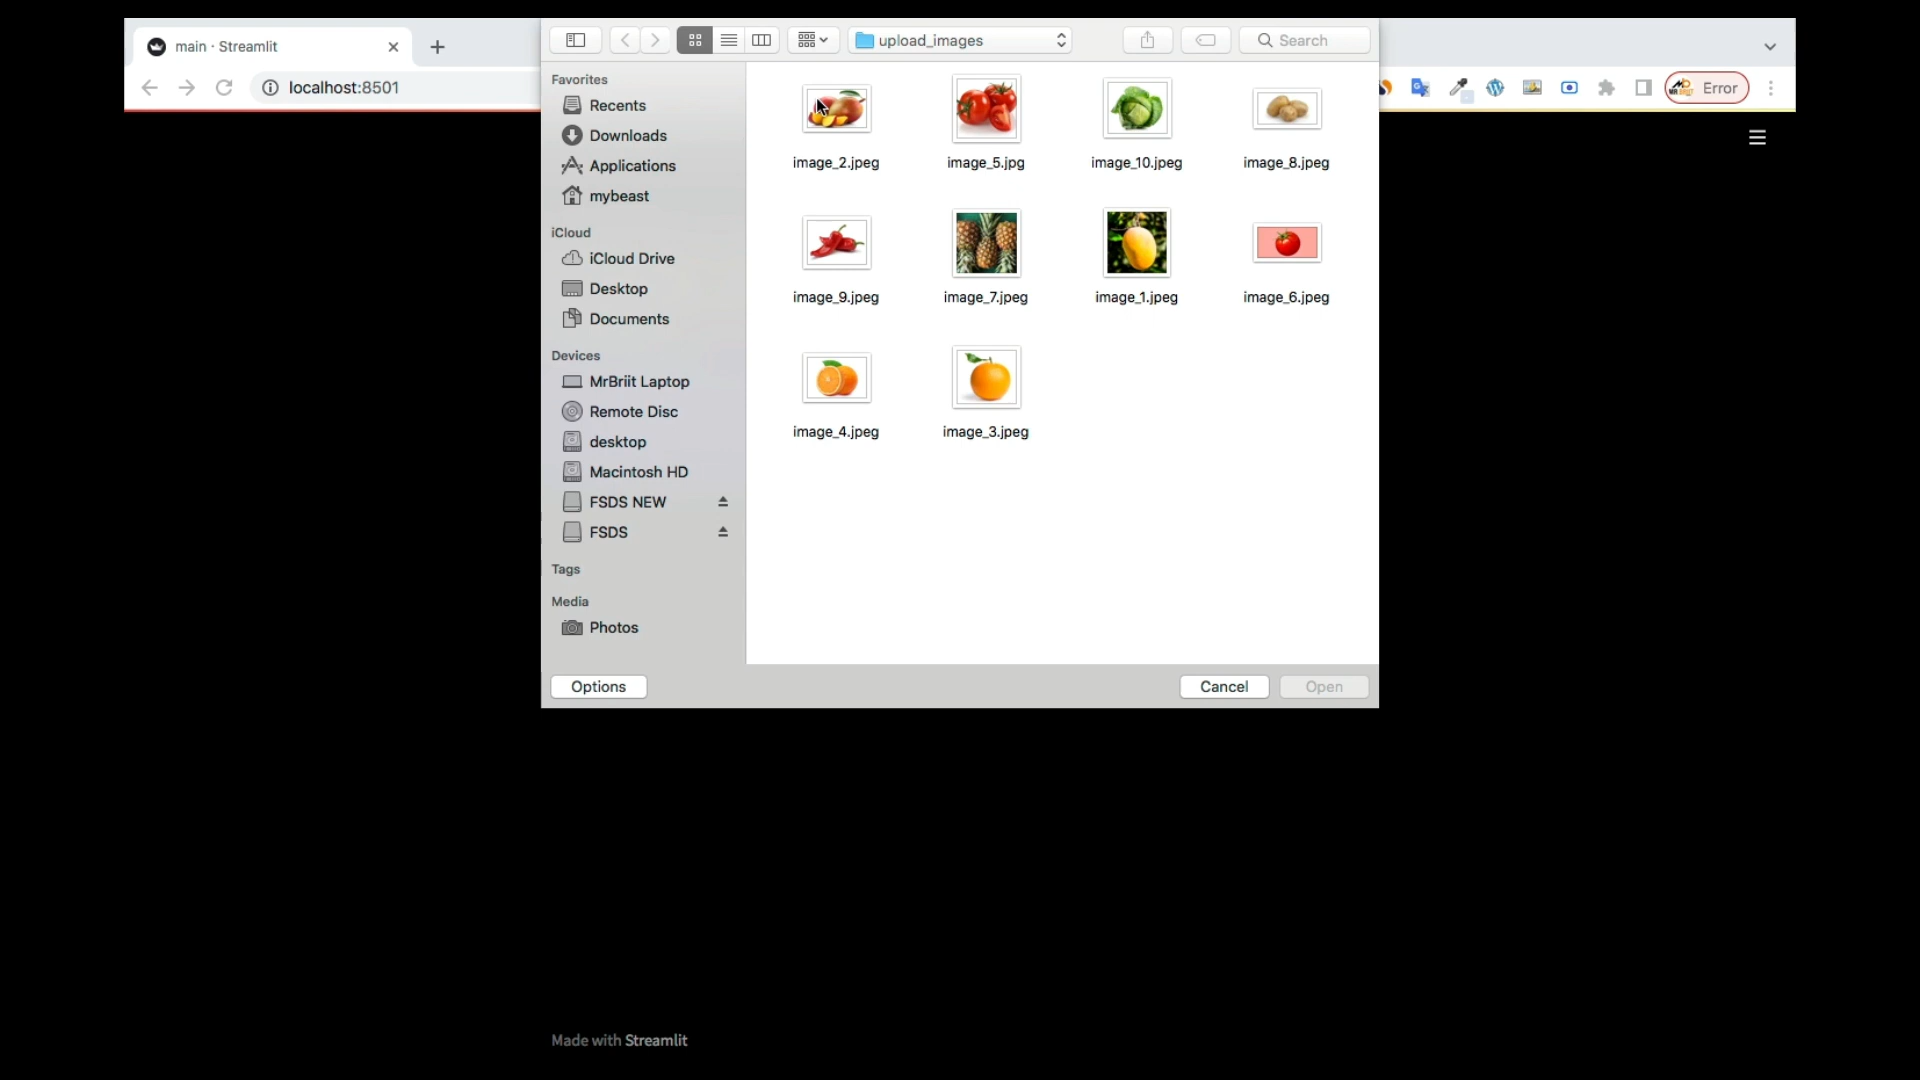 main · Streamlit
localhost:8501
upload_images
Search
Error
Favorites
Recents
Downloads
Applications
mybeast
iCloud
iCloud Drive
Desktop
Documents
Devices
MrBriit Laptop
Remote Disc
desktop
Macintosh HD
FSDS NEW
FSDS
Tags
Media
Photos
image_2.jpeg
image_5.jpg
image_10.jpeg
image_8.jpeg
image_9.jpeg
image_7.jpeg
image_1.jpeg
image_6.jpeg
image_4.jpeg
image_3.jpeg
Options
Cancel
Open
Made with Streamlit